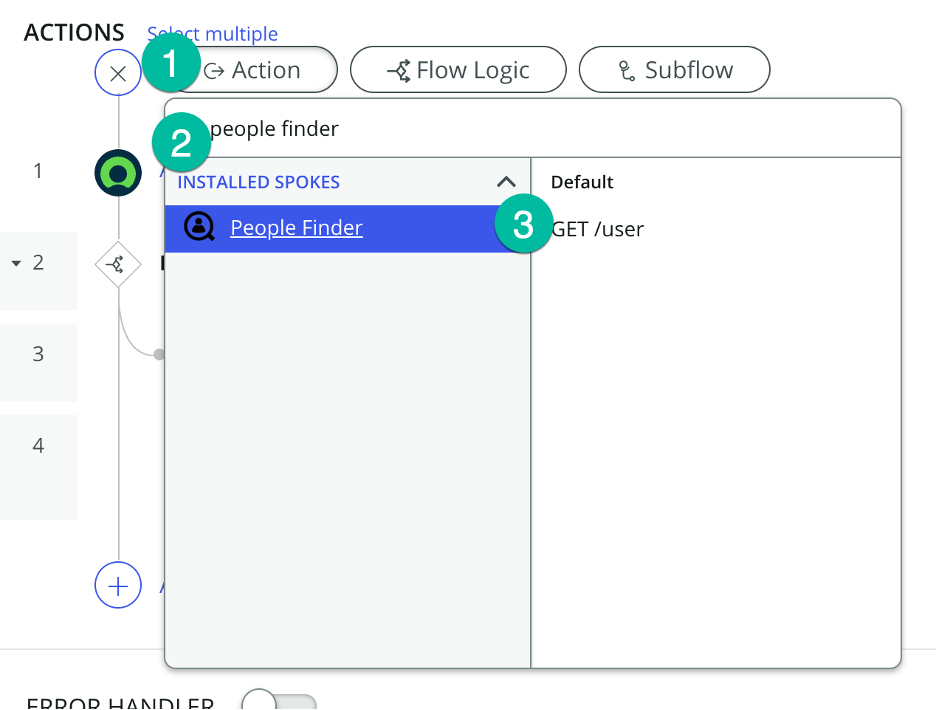 ACTIONS Select multiple
1 Action Flow Logic Subflow
2 people finder
1
INSTALLED SPOKES Default
People Finder 3 GET /user
2
3
4
ERROR HANDLER